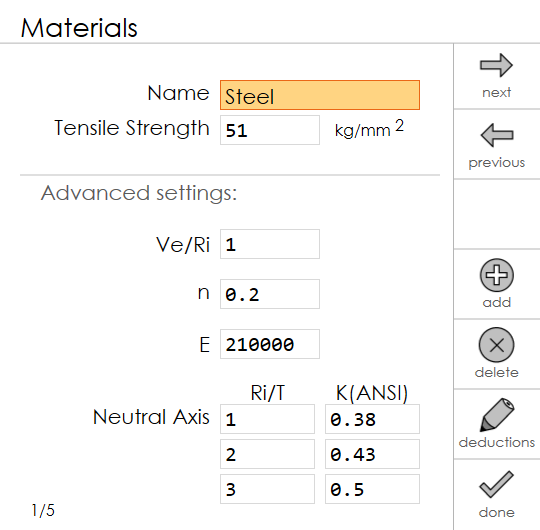 Materials
next
Name Steel
Tensile Strength 51 kg/mm 2
previous
Advanced settings:
Ve/Ri 1
n 0.2
add
E 210000
delete
Ri/T K(ANSI)
Neutral Axis 1 0.38
deductions
2 0.43
3 0.5
1/5
done